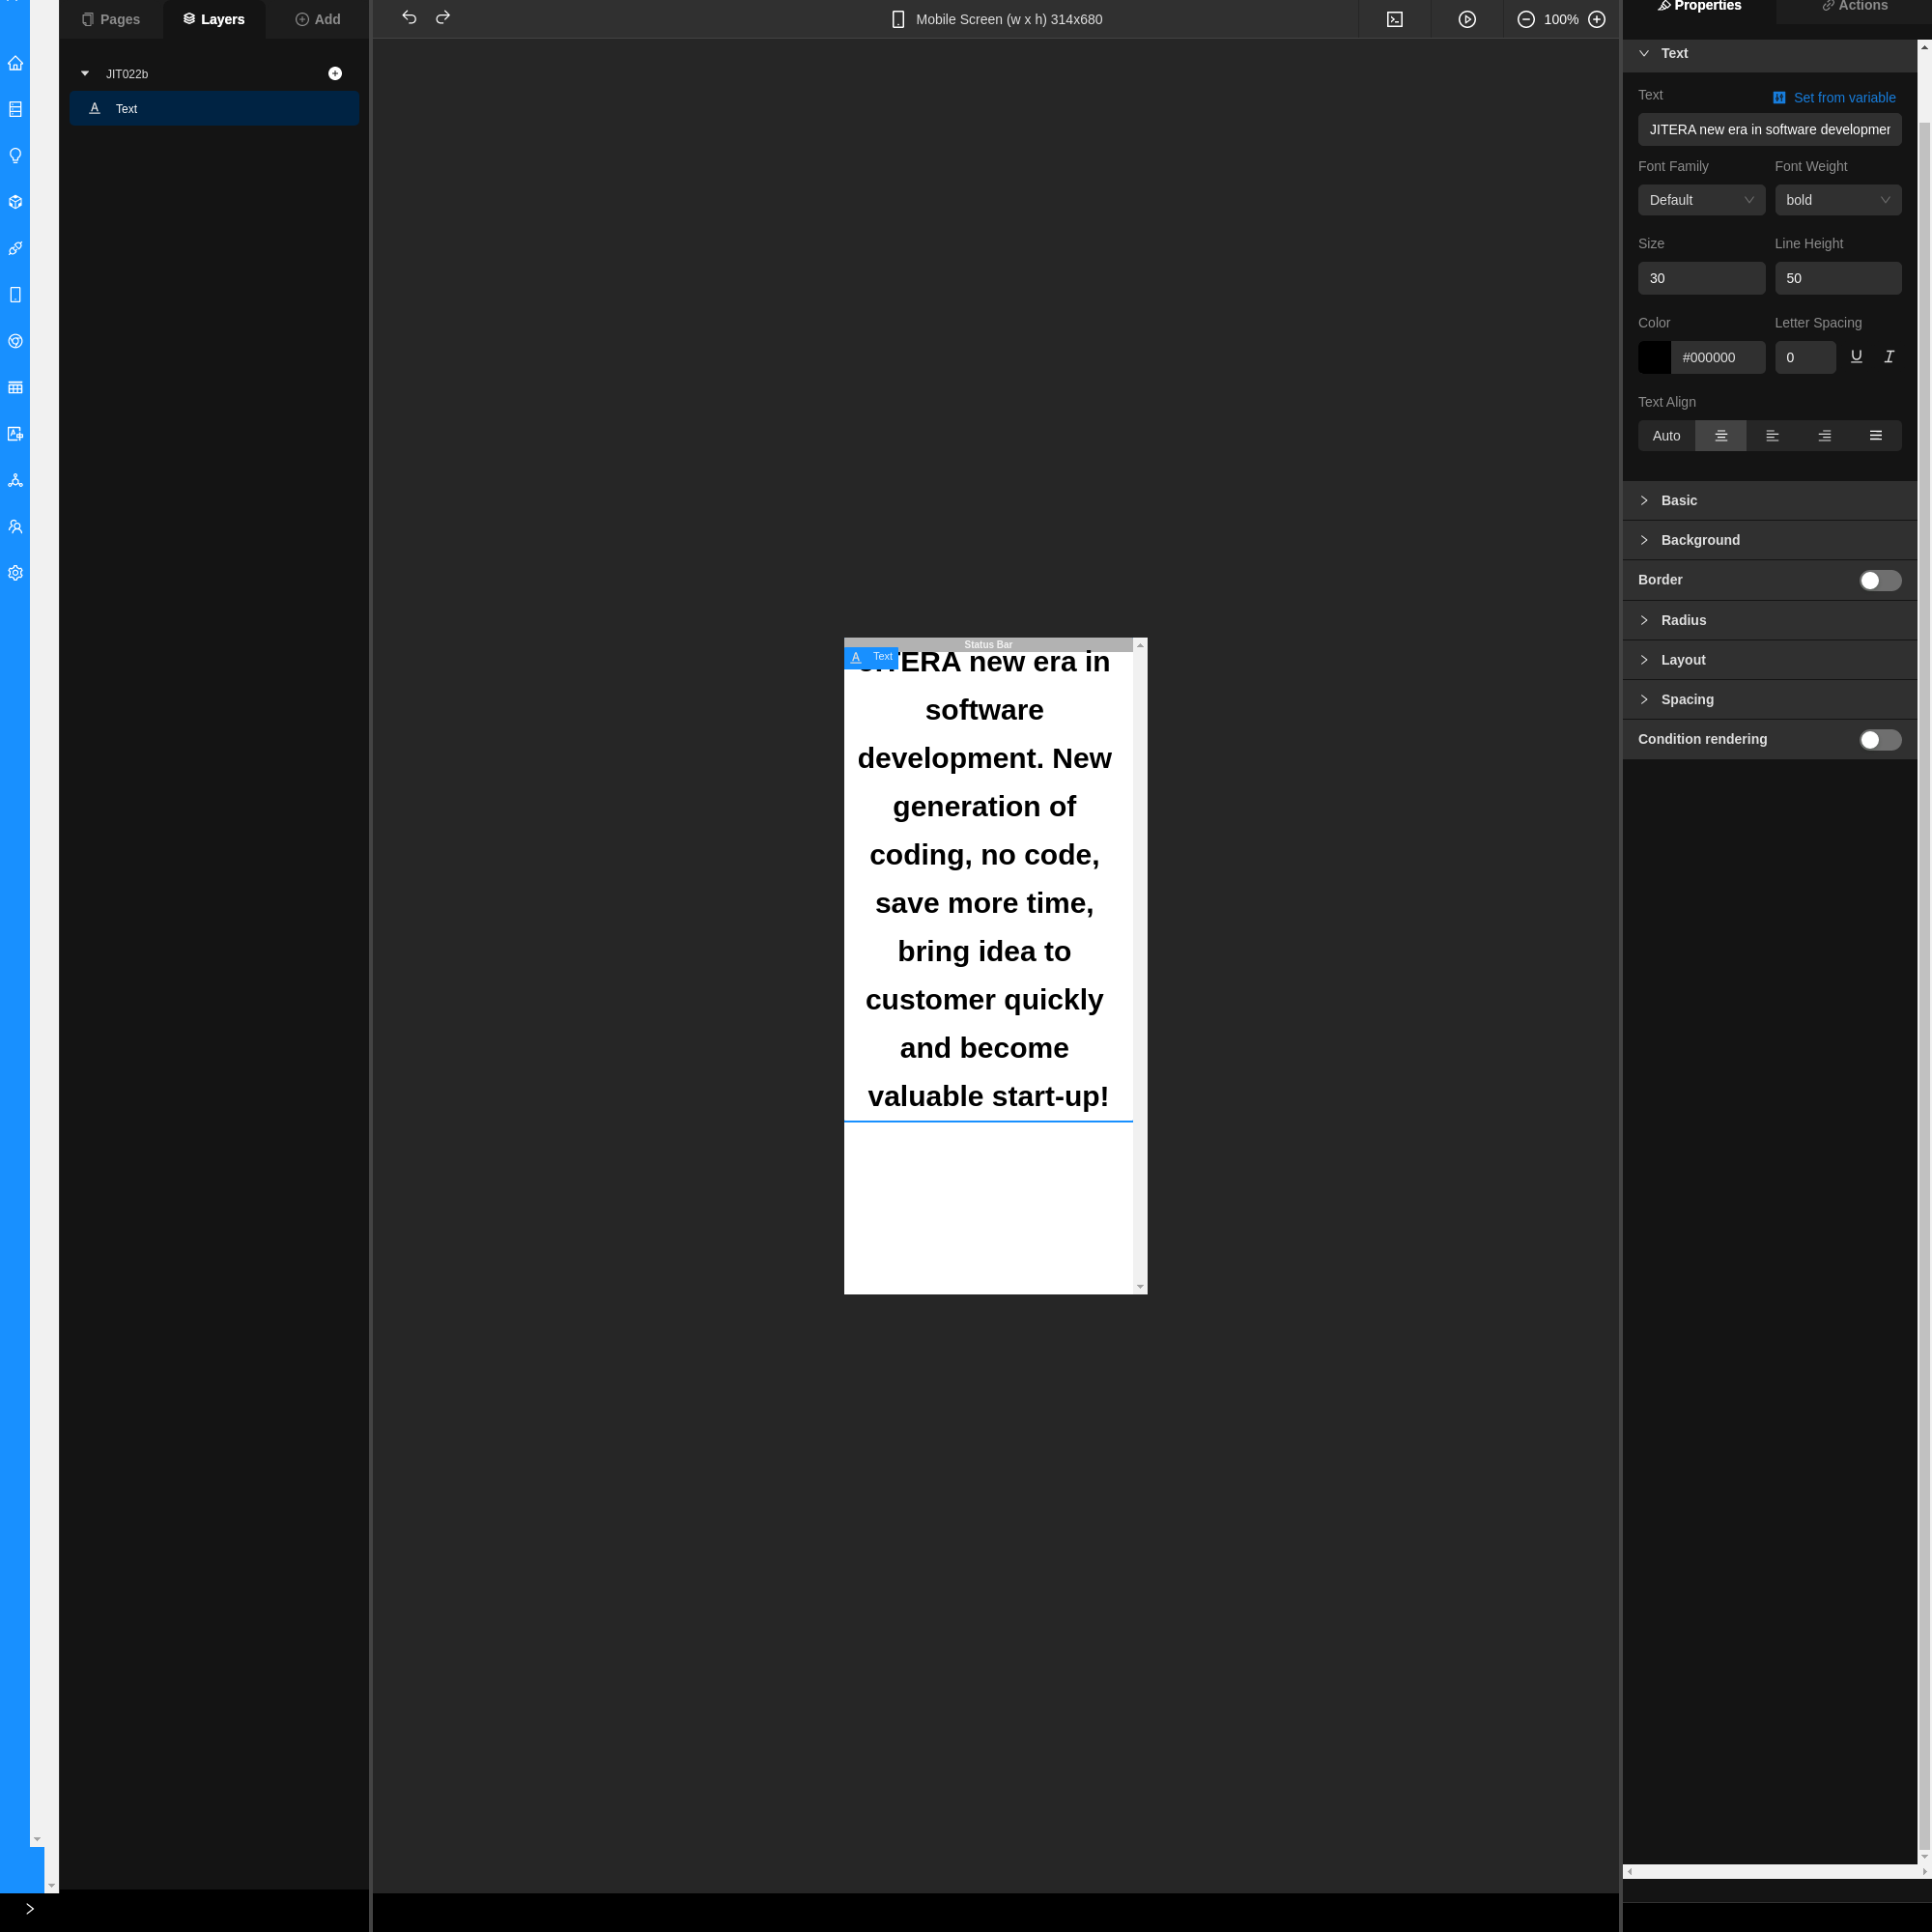 Pages
Layers
Add
Mobile Screen (w x h) 314x680
100%
Properties
Actions
JIT022b
Text
Text
Text
Set from variable
JITERA new era in software developmer
Font Family
Font Weight
Default
bold
Size
Line Height
30
50
Color
Letter Spacing
#000000
0
Text Align
Auto
Basic
Background
Border
Radius
Layout
Spacing
Condition rendering
Status Bar
Text
JITERA new era in
software
development. New
generation of
coding, no code,
save more time,
bring idea to
customer quickly
and become
valuable start-up!